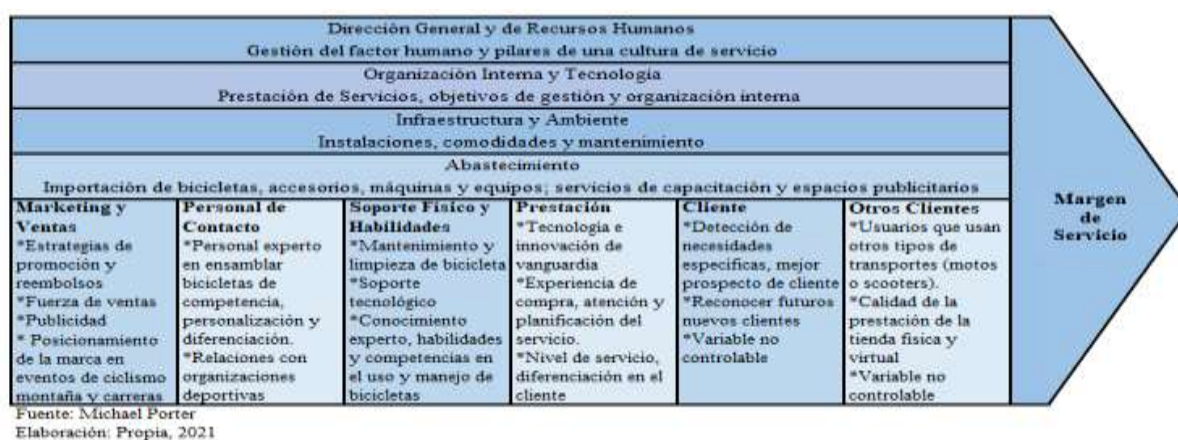 Dirección General y de Recursos Humanos
Gestión del factor humano y pilares de una cultura de servicio
Organización Interna y Tecnología
Prestación de Servicios, objetivos de gestión y organización interna
Infraestructura y Ambiente
Instalaciones, comodidades y mantenimiento
Abastecimiento
Importación de bicicletas, accesorios, máquinas y equipos; servicios de capacitación y espacios publicitarios
Marketing y
Ventas
*Estrategias de
promoción y
reembolsos
*Fuerza de ventas
*Publicidad
* Posicionamiento
de la marca en
eventos de ciclismo
montaña y carreras
Personal de
Contacto
*Personal experto
en ensamblar
bicicletas de
competencia,
personalización y
diferenciación.
*Relaciones con
organizaciones
deportivas
Soporte Físico y
Habilidades
*Mantenimiento y
limpieza de bicicleta
*Soporte
tecnológico
*Conocimiento
experto, habilidades
y competencias en
el uso y manejo de
bicicletas
Prestación
*Tecnología e
innovación de
vanguardia
*Experiencia de
compra, atención y
planificación del
servicio.
*Nivel de servicio,
diferenciación en el
cliente
Cliente
*Detección de
necesidades
especificas, mejor
prospecto de cliente
*Reconocer futuros
nuevos clientes
*Variable no
controlable
Otros Clientes
*Usuarios que usan
otros tipos de
transportes (motos
o scooters).
*Calidad de la
prestación de la
tienda física y
virtual
*Variable no
controlable
Margen
de
Servicio
Fuente: Michael Porter
Elaboración: Propia, 2021